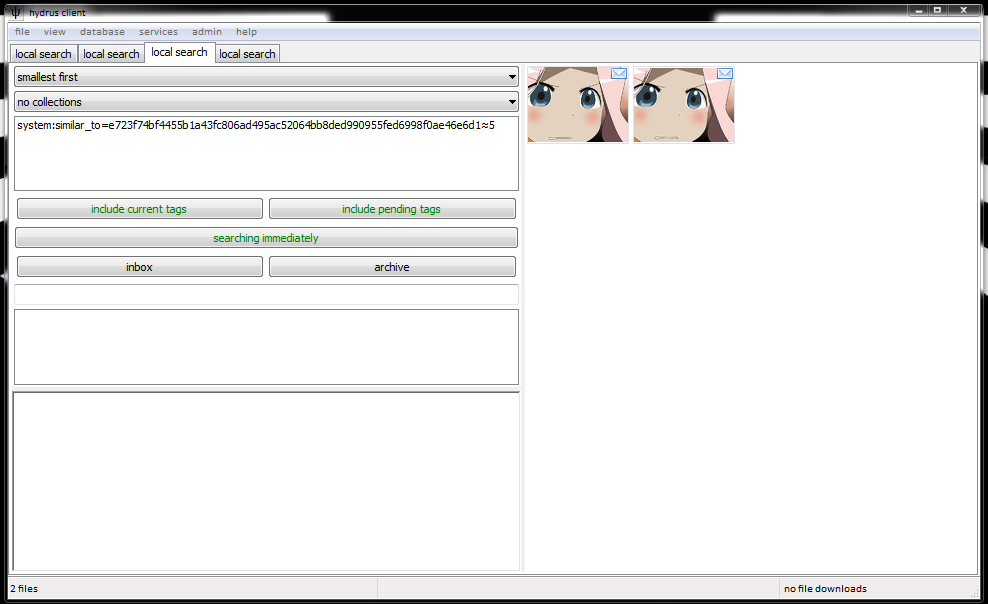 ψ hydrus client
file view database services admin help
local search local search local search local search
smallest first
no collections
system:similar_to=e723f74bf4455b1a43fc806ad495ac52064bb8ded990955fed6998f0ae46e6d1≈5
include current tags include pending tags
searching immediately
inbox archive
2 files no file downloads